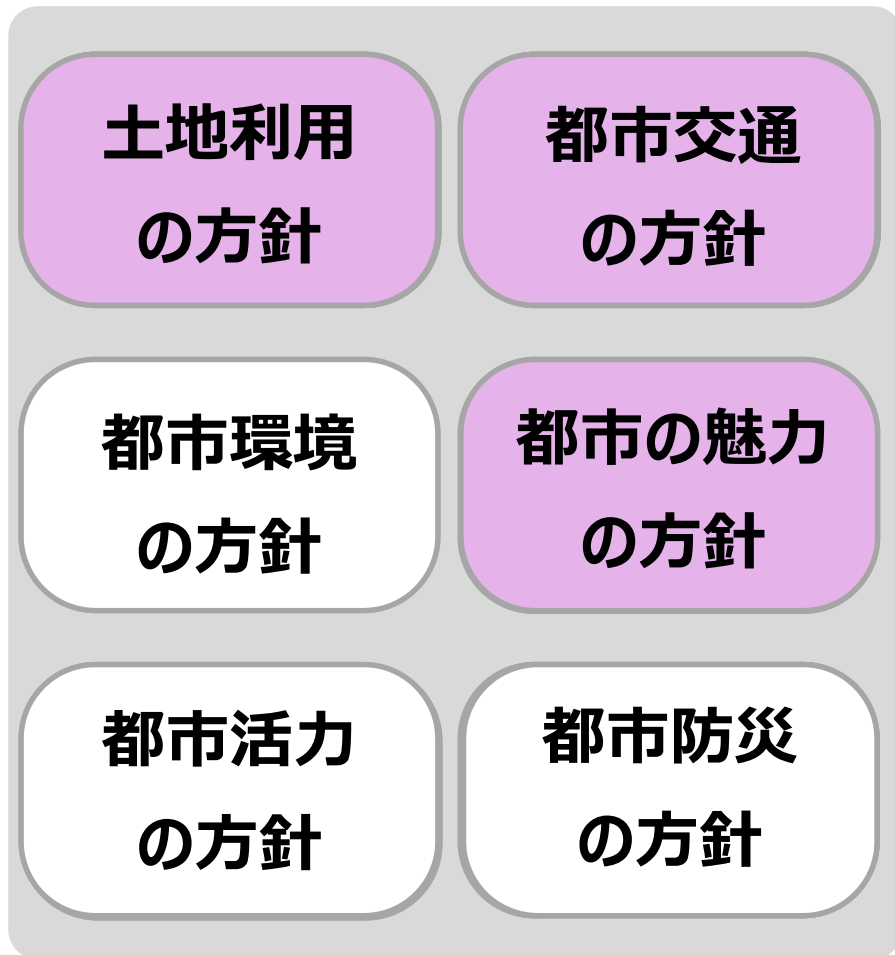 土地利用
の方針
都市交通
の方針
都市環境
の方針
都市の魅力
の方針
都市活力
の方針
都市防災
の方針